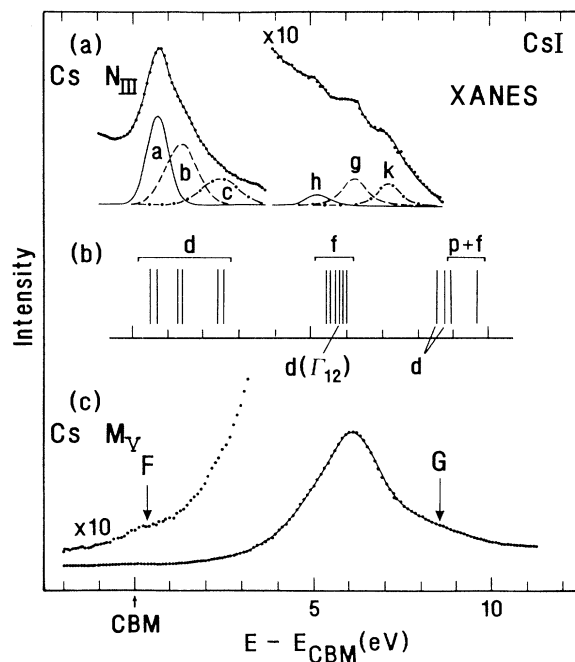 (a) x10 CsI
Cs N_III XANES
a b c h g k
(b) d f p+f
d(Γ12) d
(c)
Cs M_V
F G
x10
Intensity
5 10
CBM
E - E_CBM(eV)